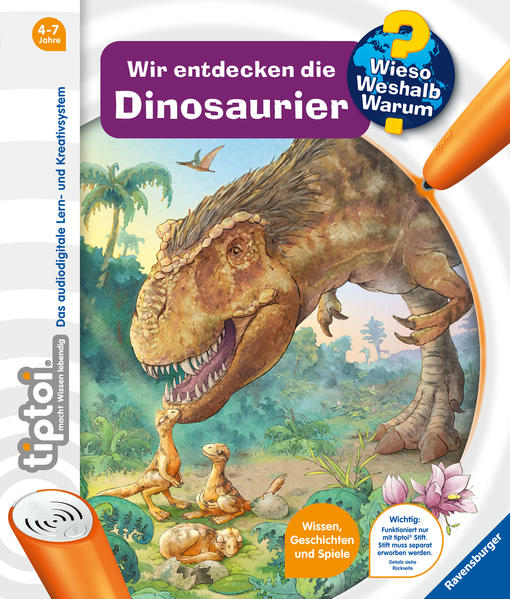 4-7
Jahre
Wir entdecken die
Dinosaurier
?
Wieso
Weshalb
Warum
tiptoi
Das audiodigitale Lern- und Kreativsystem
tiptoi®
macht Wissen lebendig
Wissen,
Geschichten
und Spiele
Wichtig:
Funktioniert nur
mit tiptoi® Stift.
Stift muss separat
erworben werden.
Details siehe
Rückseite
Ravensburger